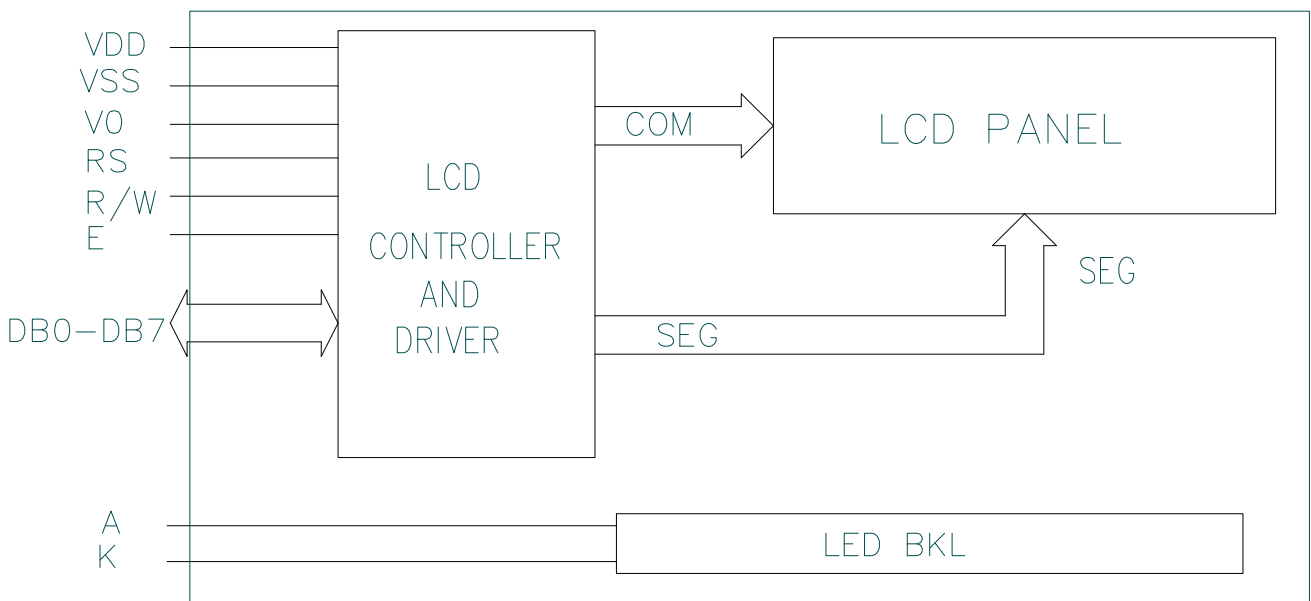 VDD
VSS
V0
RS
R/W
E
DB0-DB7
LCD
CONTROLLER
AND
DRIVER
COM
LCD PANEL
SEG
SEG
A
K
LED BKL